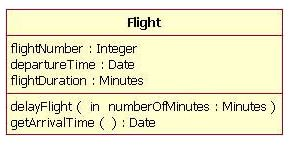 Flight
flightNumber : Integer
departureTime : Date
flightDuration : Minutes
delayFlight ( in numberOfMinutes : Minutes )
getArrivalTime ( ) : Date